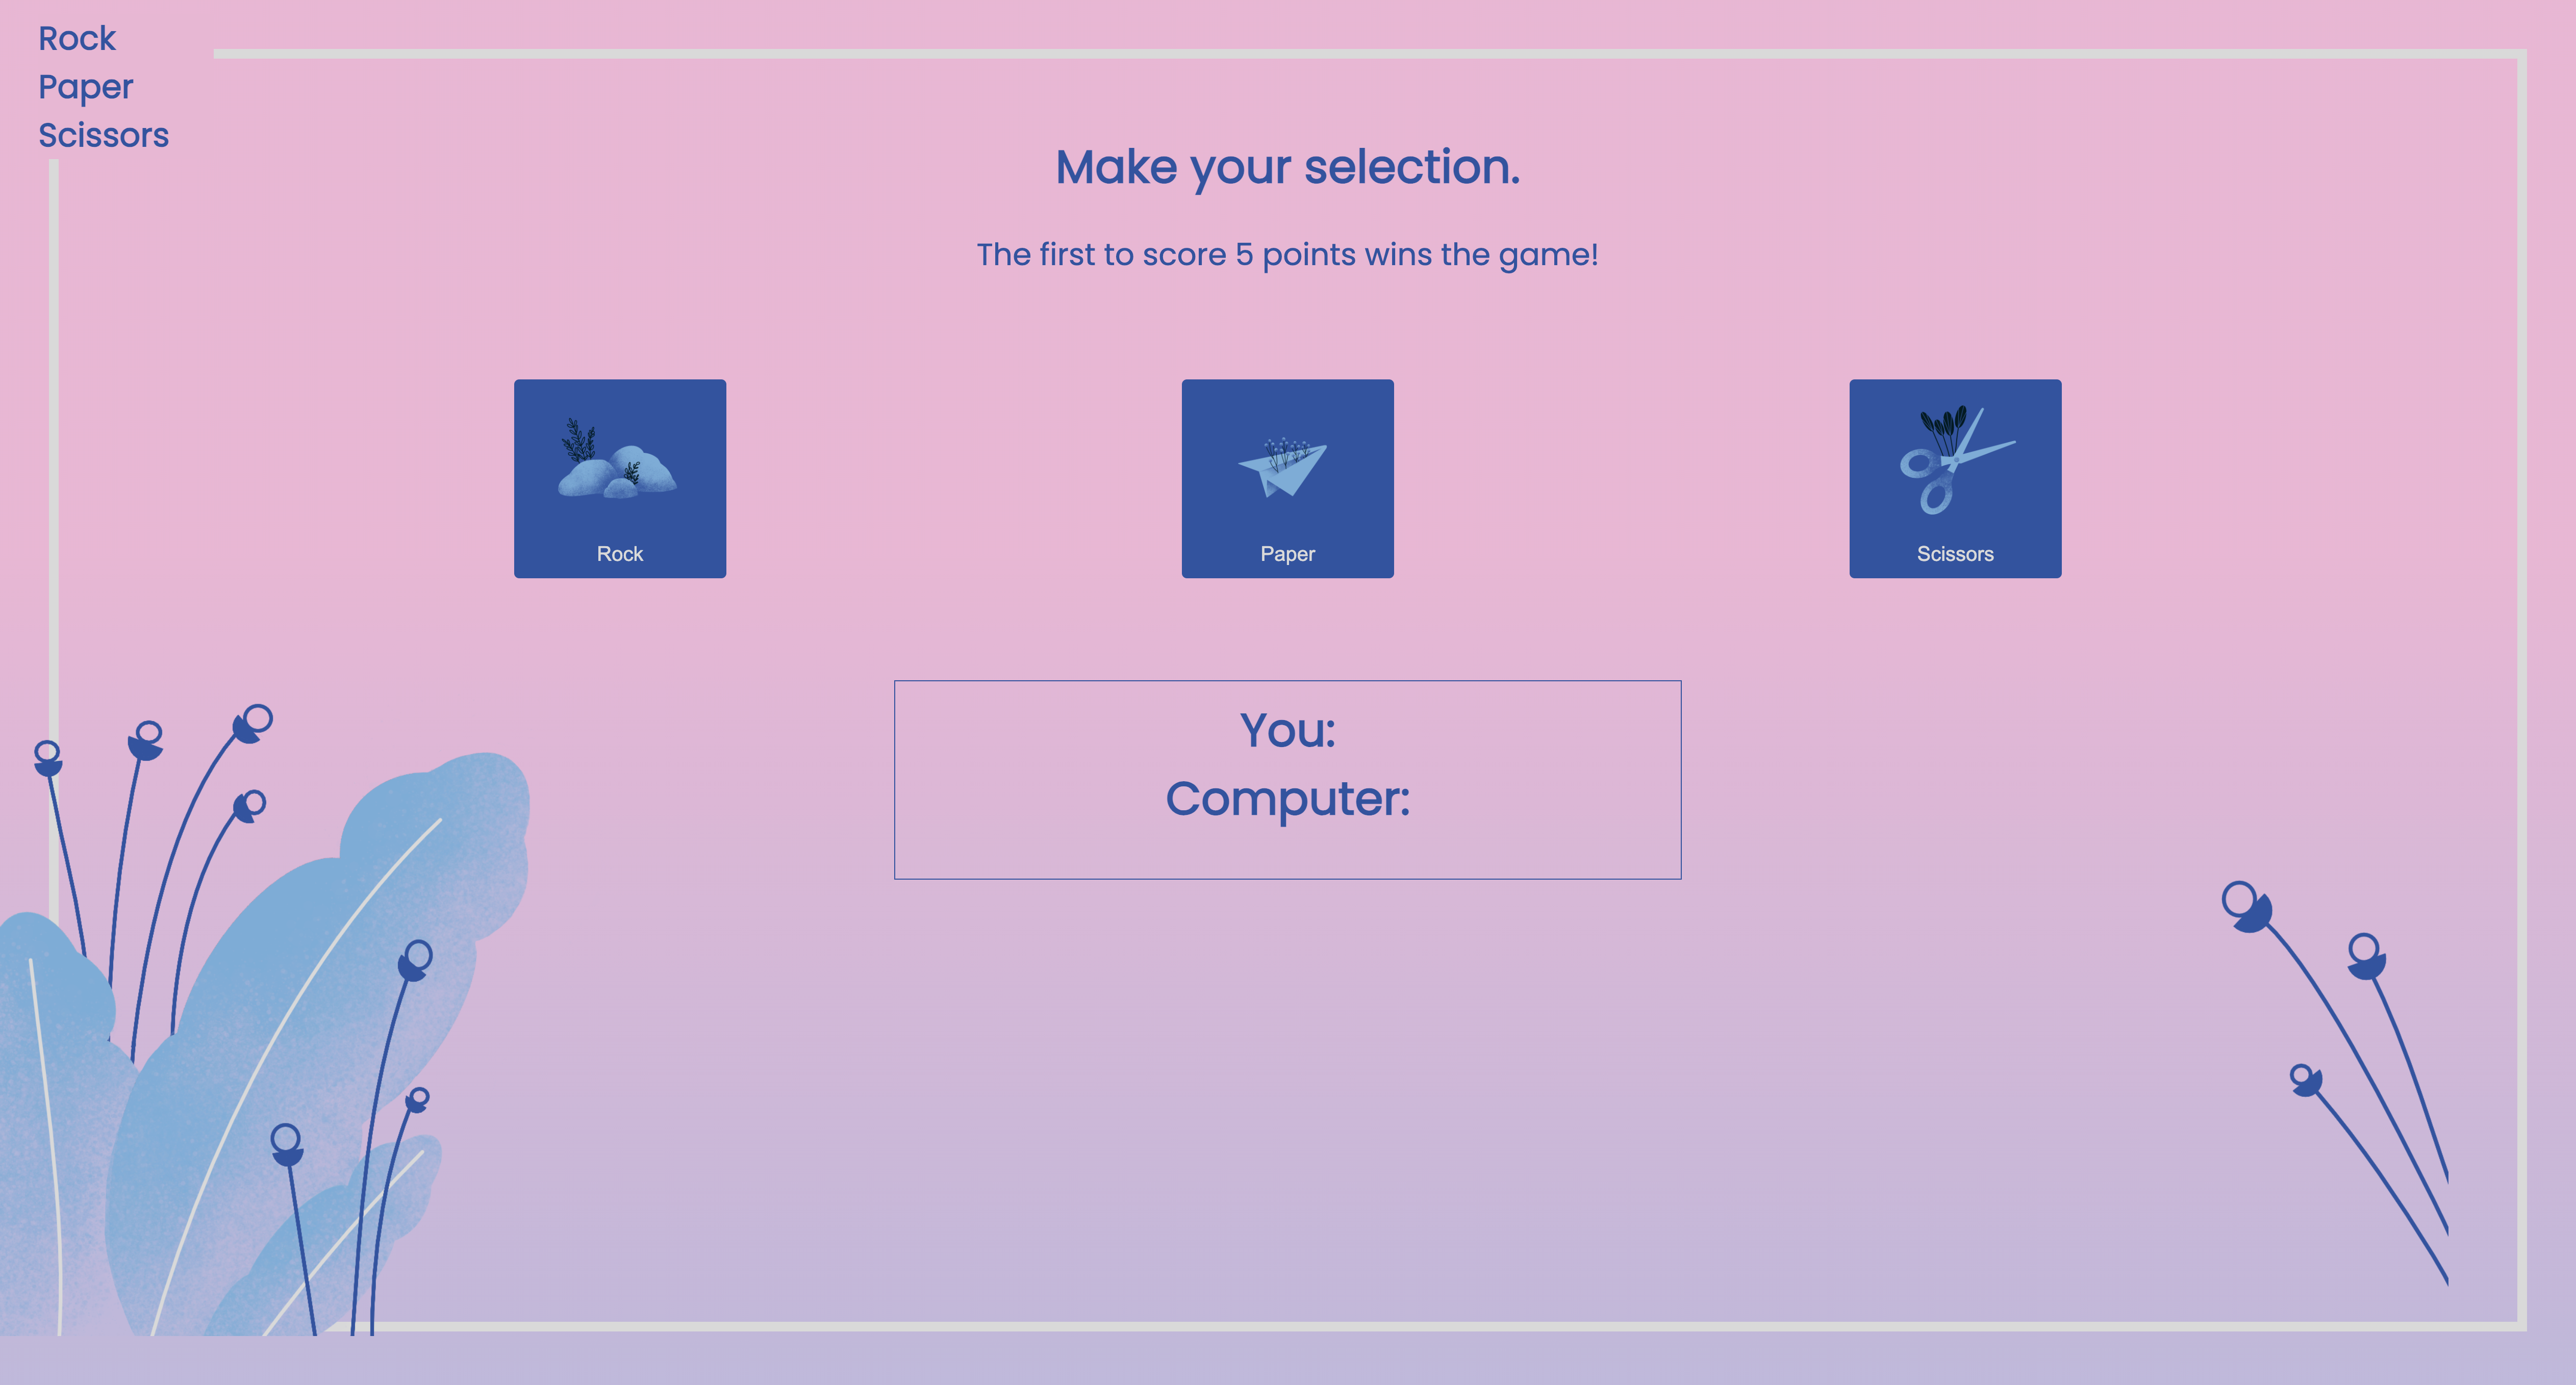 Rock
Paper
Scissors
Make your selection.
The first to score 5 points wins the game!
Rock
Paper
Scissors
You:
Computer: